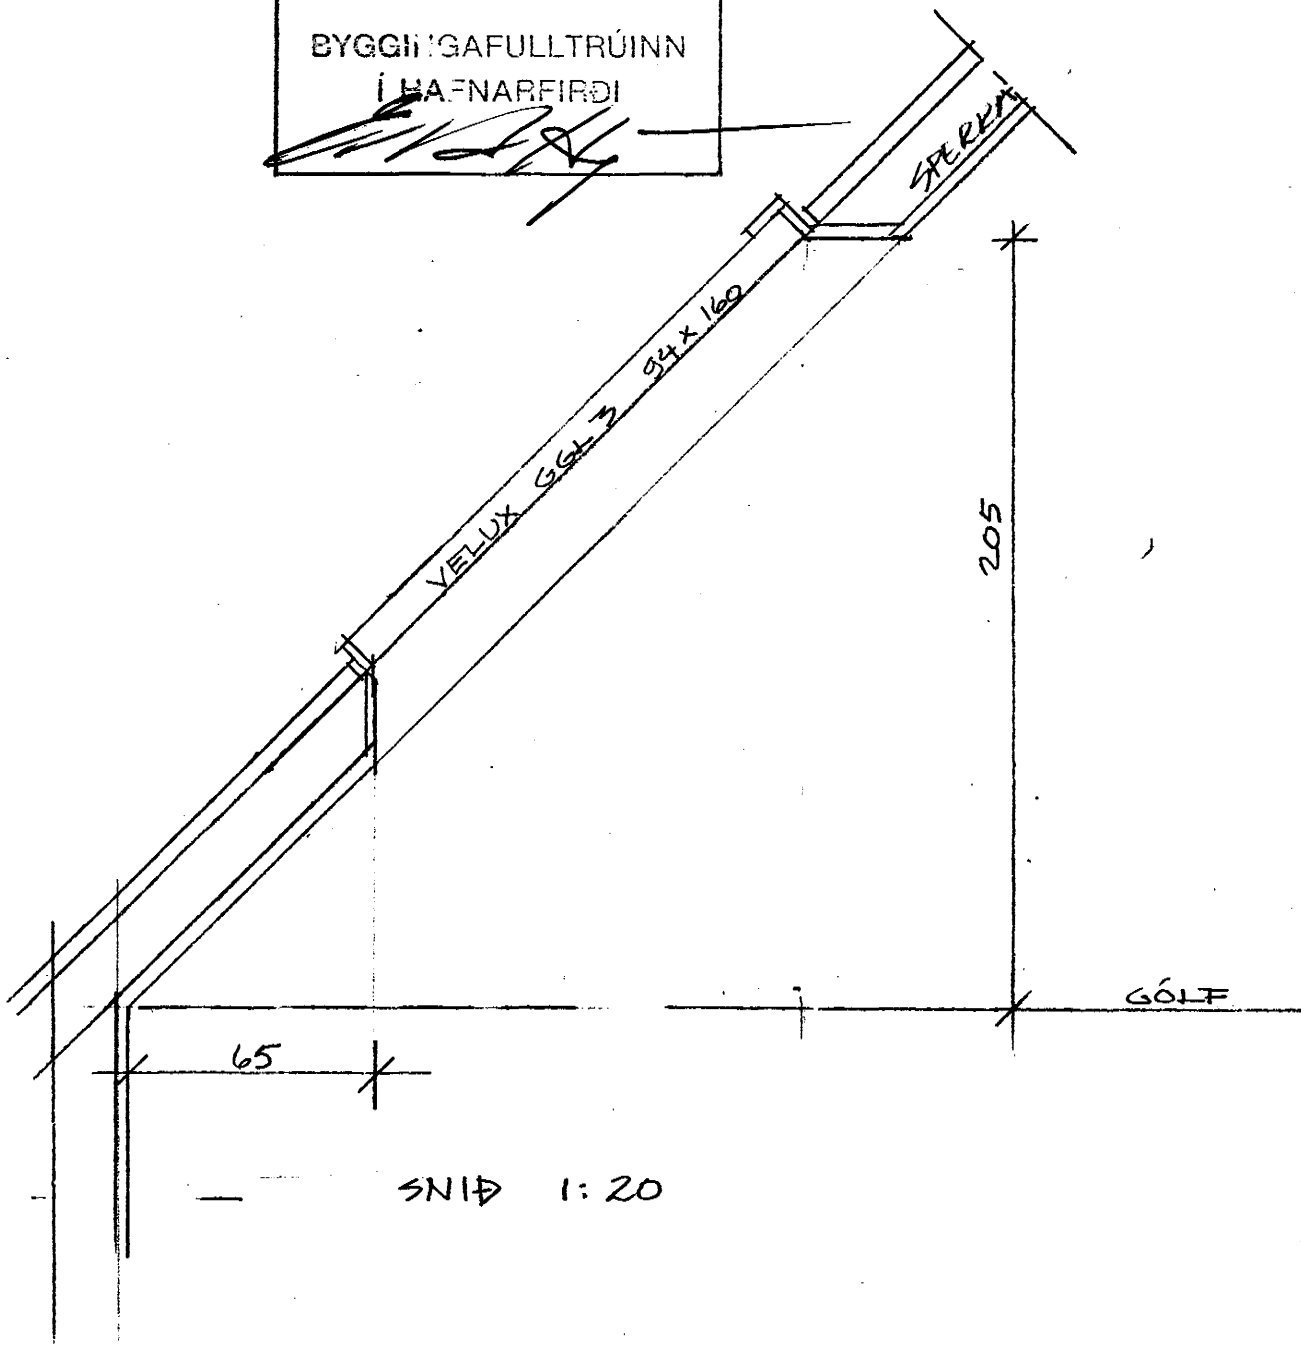 BYGGINGAFULLTRÚINN
Í HAFNARFIRÐI
SPERRA
VELUX GGL 3 94 x 160
205
GÓLF
65
SNIÐ 1:20